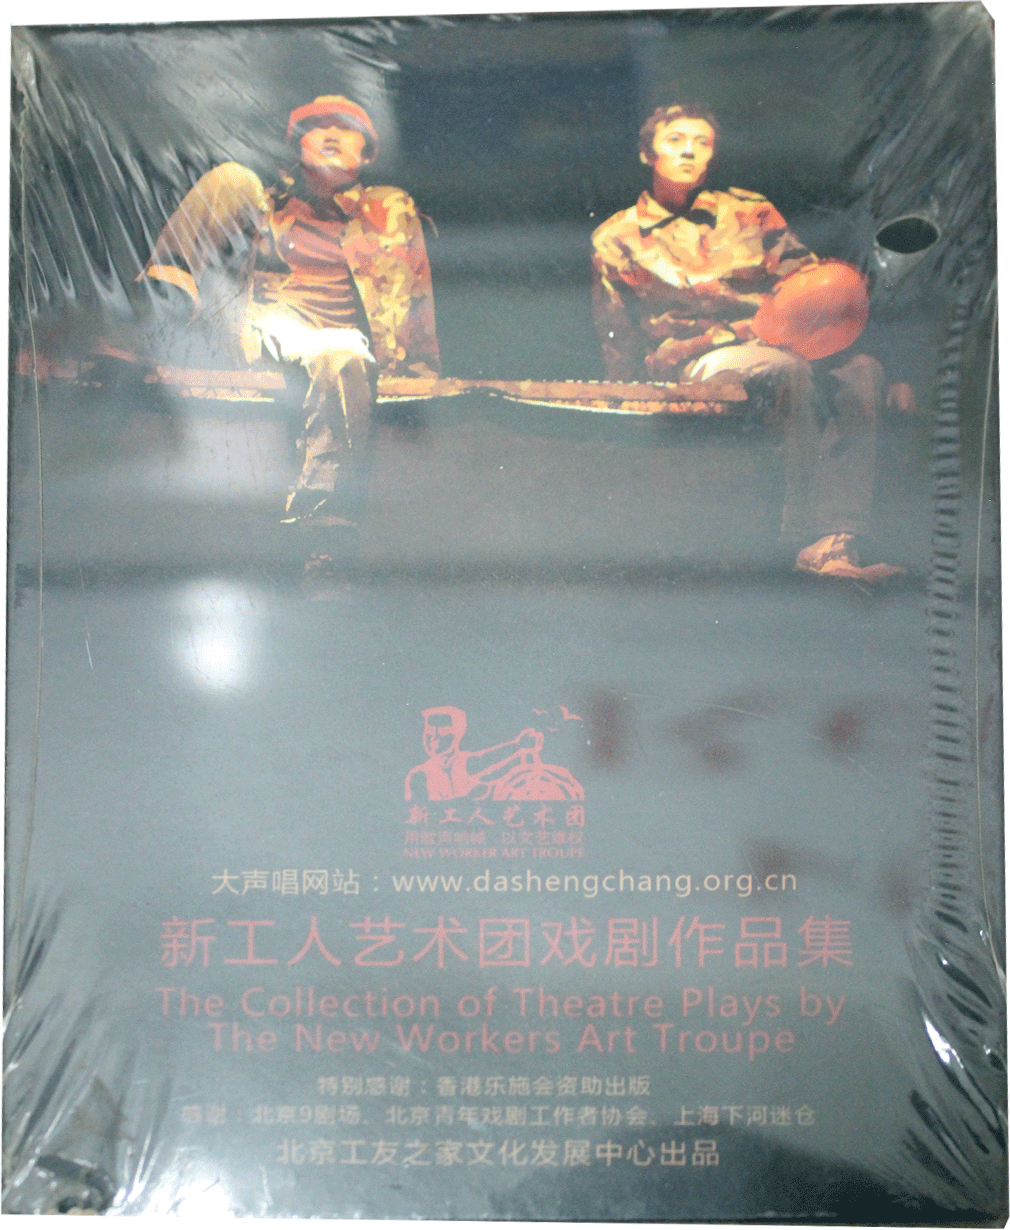 新工人艺术团
用歌声呐喊 以文艺维权
NEW WORKER ART TROUPE
大声唱网站：www.dashengchang.org.cn
新工人艺术团戏剧作品集
The Collection of Theatre Plays by
The New Workers Art Troupe
特别感谢：香港乐施会资助出版
感谢：北京9剧场、北京青年戏剧工作者协会、上海下河迷仓
北京工友之家文化发展中心出品